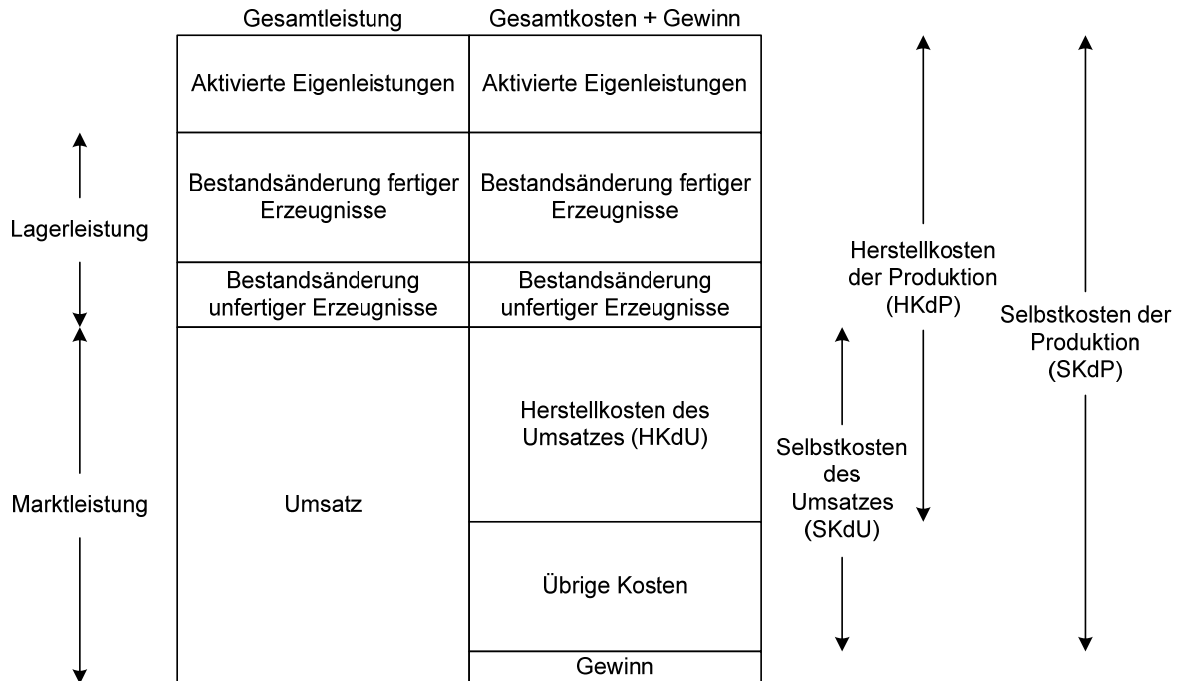 Gesamtleistung
Gesamtkosten + Gewinn
Aktivierte Eigenleistungen
Aktivierte Eigenleistungen
Bestandsänderung fertiger
Erzeugnisse
Bestandsänderung fertiger
Erzeugnisse
Lagerleistung
Bestandsänderung
unfertiger Erzeugnisse
Bestandsänderung
unfertiger Erzeugnisse
Herstellkosten
der Produktion
(HKdP)
Selbstkosten der
Produktion
(SKdP)
Herstellkosten des
Umsatzes (HKdU)
Selbstkosten
des
Umsatzes
(SKdU)
Marktleistung
Umsatz
Übrige Kosten
Gewinn